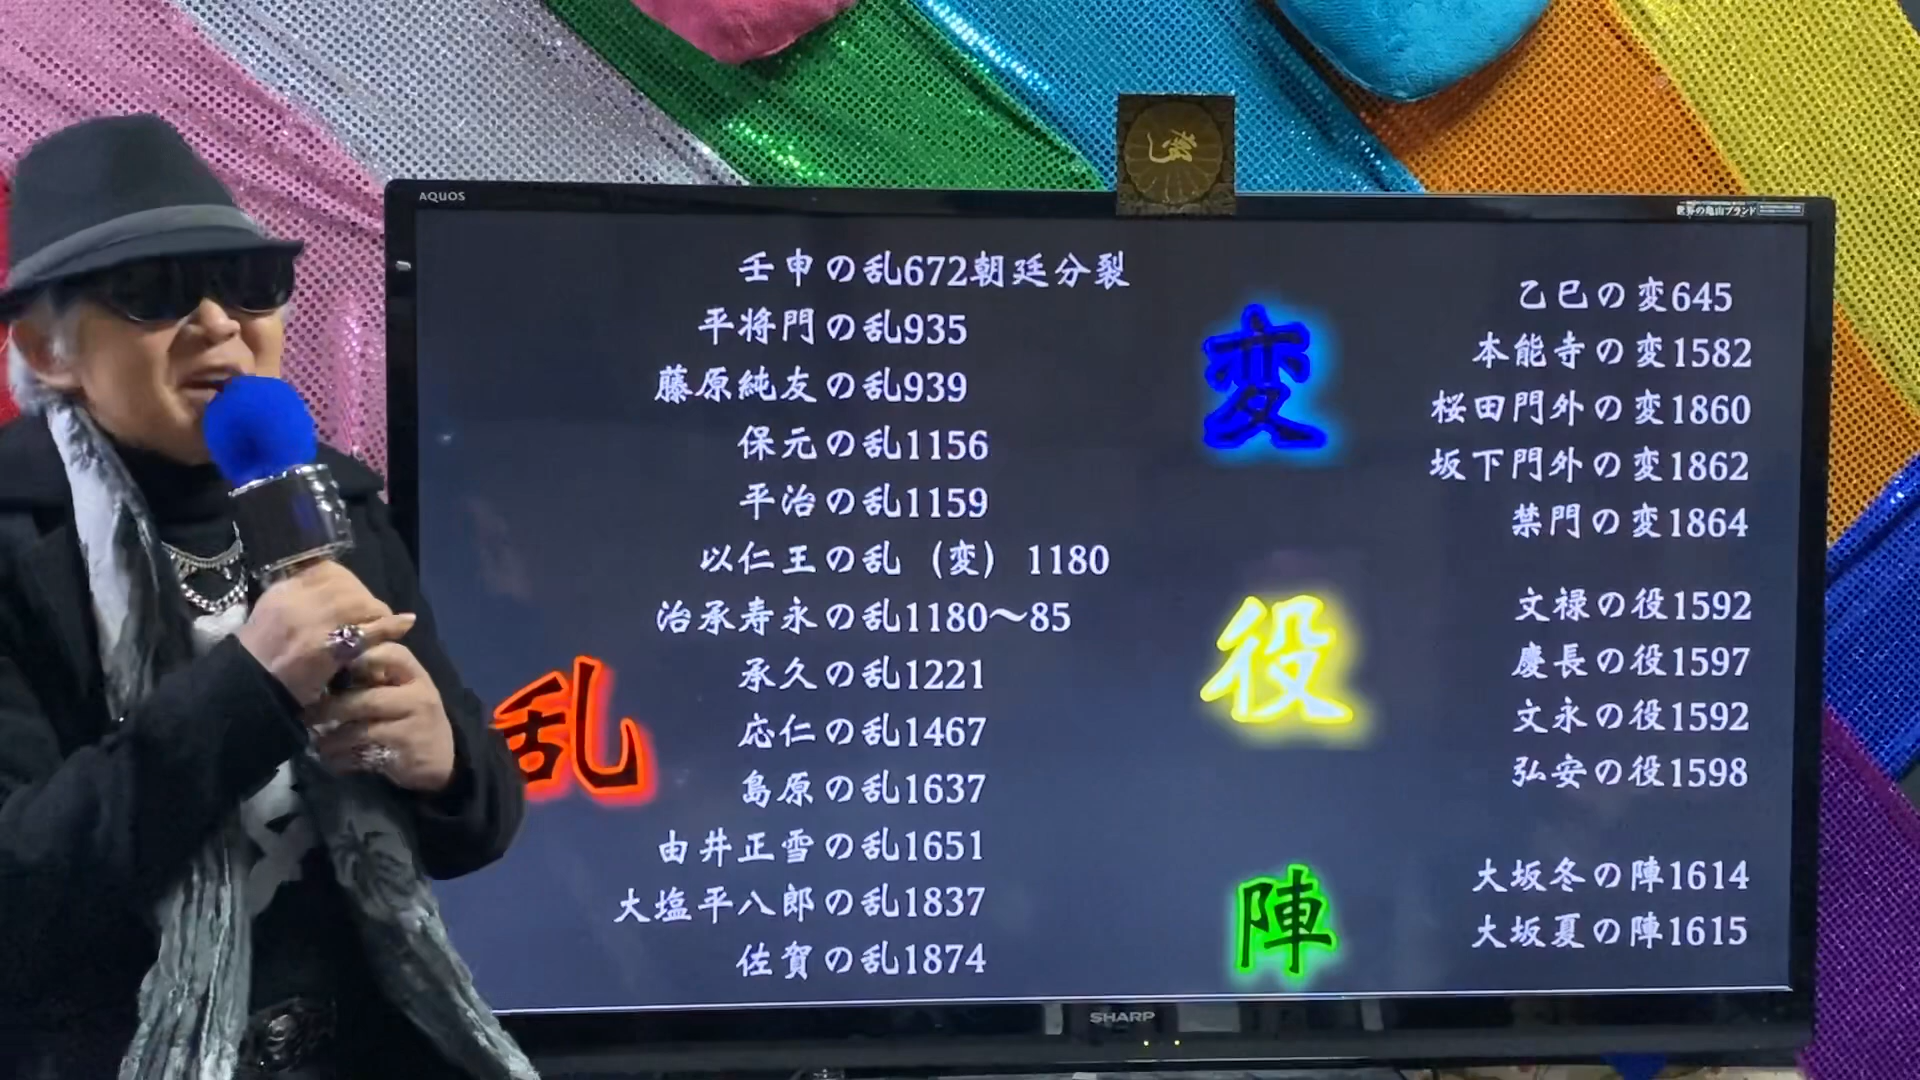 AQUOS
世界の亀山ブランド
壬申の乱672朝廷分裂
平将門の乱935
藤原純友の乱939
保元の乱1156
平治の乱1159
以仁王の乱（変）1180
治承寿永の乱1180〜85
承久の乱1221
応仁の乱1467
島原の乱1637
由井正雪の乱1651
大塩平八郎の乱1837
佐賀の乱1874
乱
変
乙巳の変645
本能寺の変1582
桜田門外の変1860
坂下門外の変1862
禁門の変1864
役
文禄の役1592
慶長の役1597
文永の役1592
弘安の役1598
陣
大坂冬の陣1614
大坂夏の陣1615
SHARP